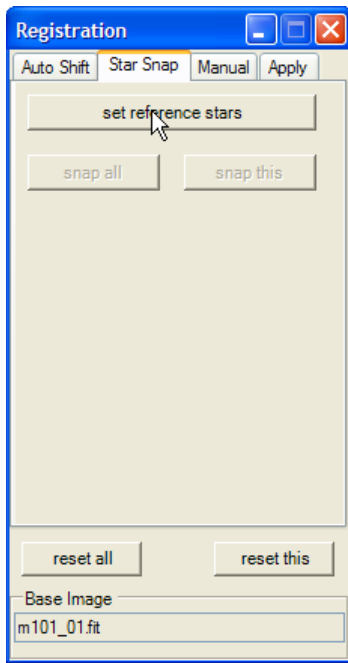 Registration
Auto Shift Star Snap Manual Apply
set reference stars
snap all snap this
reset all reset this
Base Image
m101_01.fit